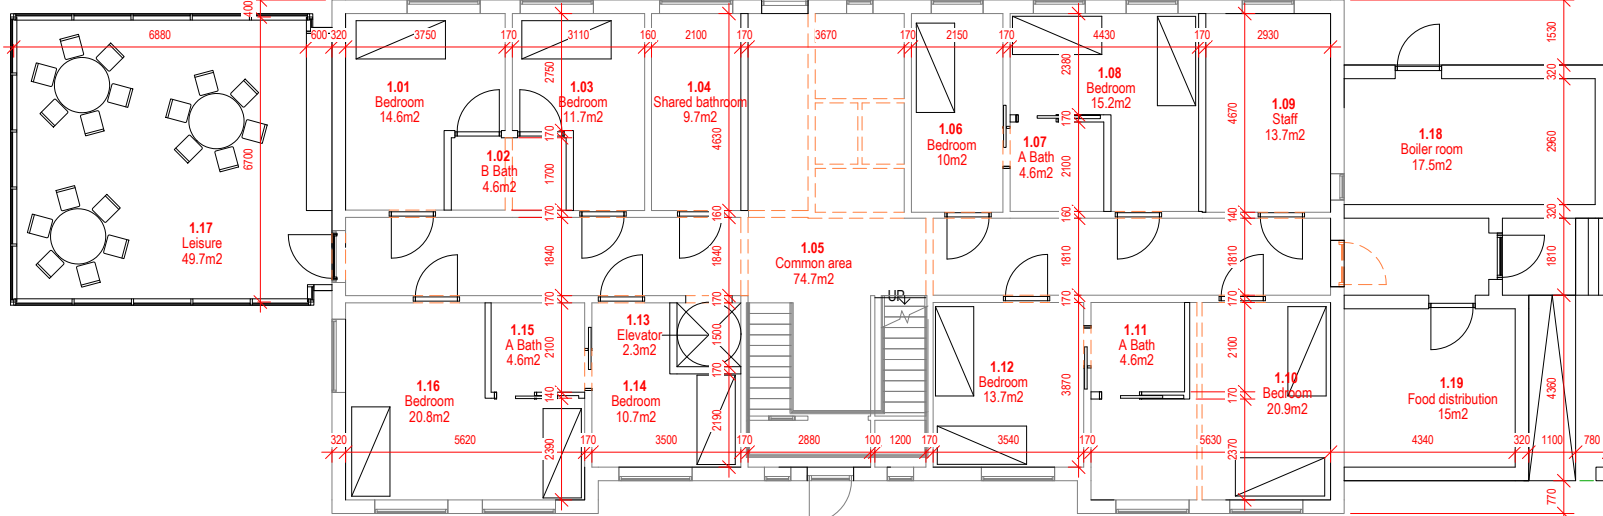 400
6880
600
320
3750
170
3110
160
2100
170
3670
170
2150
170
4430
170
2930
1530
2750
2380
320
1.01
Bedroom
14.6m2
1.03
Bedroom
11.7m2
1.04
Shared bathroom
9.7m2
1.08
Bedroom
15.2m2
4670
1.09
Staff
13.7m2
170
4630
1.06
Bedroom
10m2
170
1.07
A Bath
4.6m2
1.18
Boiler room
17.5m2
2960
6700
1.02
B Bath
4.6m2
1700
2100
170
160
160
140
320
1.17
Leisure
49.7m2
1840
1840
1.05
Common area
74.7m2
1810
1810
1810
UP
170
170
170
170
1.15
A Bath
4.6m2
2100
1.13
Elevator
2.3m2
1500
1.11
A Bath
4.6m2
2100
1.16
Bedroom
20.8m2
140
1.14
Bedroom
10.7m2
170
1.12
Bedroom
13.7m2
3870
170
1.10
Bedroom
20.9m2
1.19
Food distribution
15m2
4360
2190
320
5620
2390
170
3500
170
2880
100
1200
170
3540
170
5630
2370
4340
320
1100
780
770